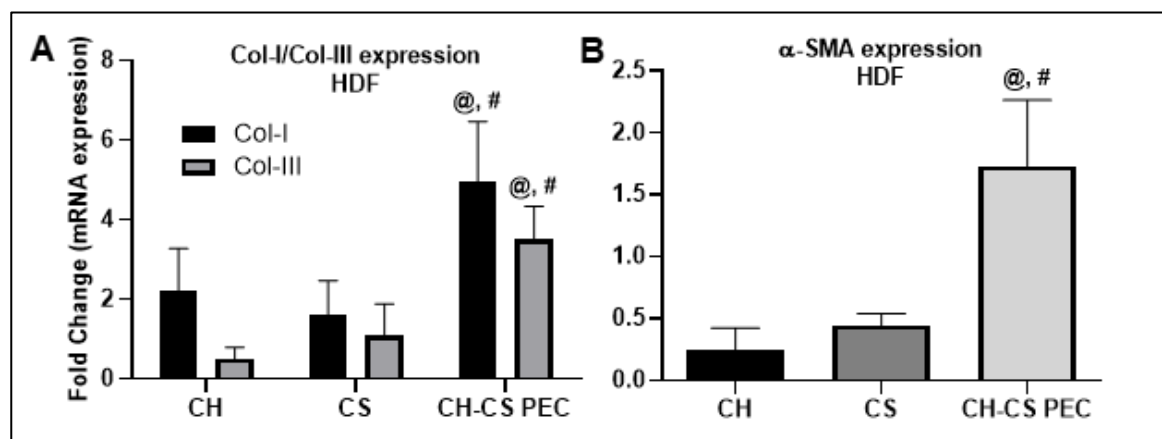 A
Col-I/Col-III expression
HDF
Fold Change (mRNA expression)
8
6
4
2
0
Col-I
Col-III
@, #
@, #
CH
CS
CH-CS PEC
B
α-SMA expression
HDF
2.5
2.0
1.5
1.0
0.5
0.0
@, #
CH
CS
CH-CS PEC